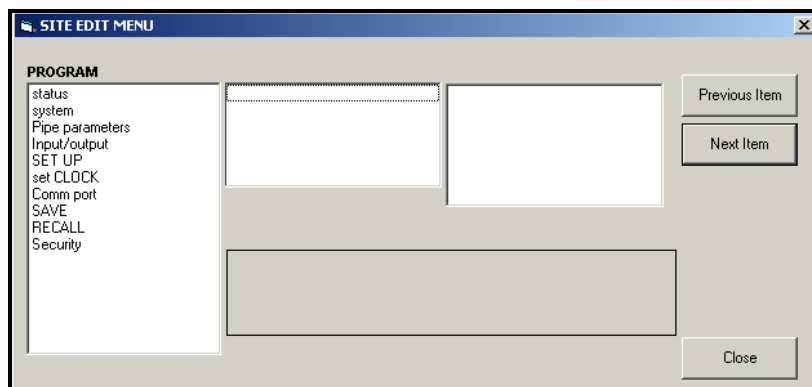 SITE EDIT MENU
PROGRAM
status
system
Pipe parameters
Input/output
SET UP
set CLOCK
Comm port
SAVE
RECALL
Security
Previous Item
Next Item
Close